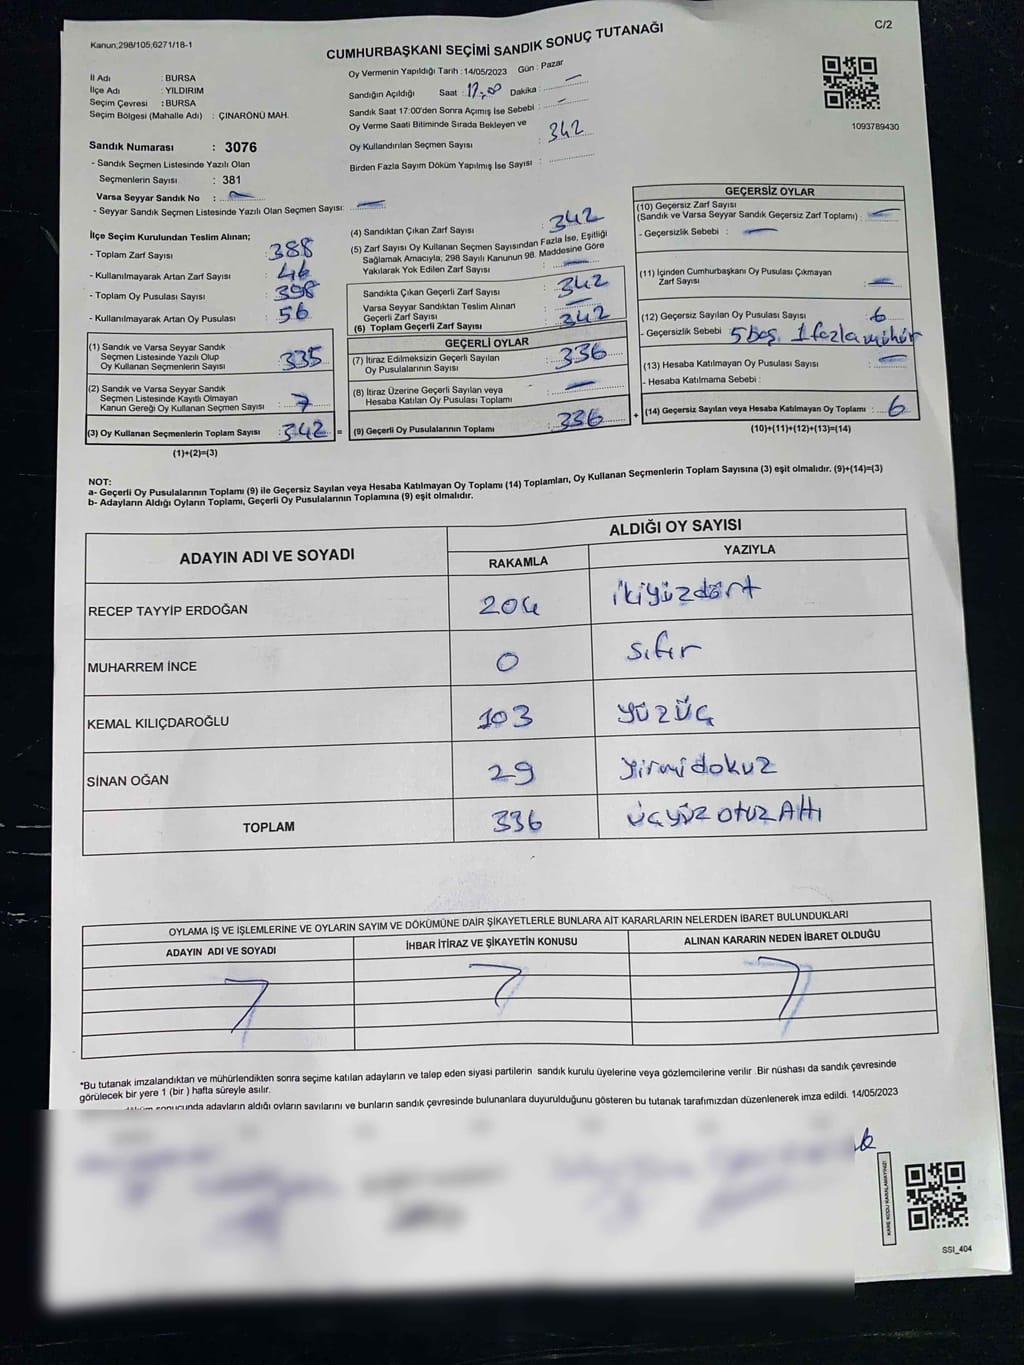 Kanun;298/105,6271/18-1
C/2
CUMHURBAŞKANI SEÇİMİ SANDIK SONUÇ TUTANAĞI
İl Adı : BURSA
İlçe Adı : YILDIRIM
Seçim Çevresi : BURSA
Seçim Bölgesi (Mahalle Adı) : ÇINARÖNÜ MAH.
Oy Vermenin Yapıldığı Tarih : 14/05/2023 Gün : Pazar
Sandığın Açıldığı Saat : 17,00 Dakika :
Sandık Saat 17:00'den Sonra Açımış İse Sebebi :
Oy Verme Saati Bitiminde Sırada Bekleyen ve
Oy Kullandırılan Seçmen Sayısı : 342
Birden Fazla Sayım Döküm Yapılmış İse Sayısı :
1093789430
Sandık Numarası : 3076
- Sandık Seçmen Listesinde Yazılı Olan
Seçmenlerin Sayısı : 381
Varsa Seyyar Sandık No :
- Seyyar Sandık Seçmen Listesinde Yazılı Olan Seçmen Sayısı:
İlçe Seçim Kurulundan Teslim Alınan;
- Toplam Zarf Sayısı : 388
- Kullanılmayarak Artan Zarf Sayısı : 46
- Toplam Oy Pusulası Sayısı : 398
- Kullanılmayarak Artan Oy Pusulası : 56
(1) Sandık ve Varsa Seyyar Sandık
Seçmen Listesinde Yazılı Olup
Oy Kullanan Seçmenlerin Sayısı : 335
(2) Sandık ve Varsa Seyyar Sandık
Seçmen Listesinde Kayıtlı Olmayan
Kanun Gereği Oy Kullanan Seçmen Sayısı : 7
(3) Oy Kullanan Seçmenlerin Toplam Sayısı : 342 =
(1)+(2)=(3)
(4) Sandıktan Çıkan Zarf Sayısı : 342
(5) Zarf Sayısı Oy Kullanan Seçmen Sayısından Fazla İse, Eşitliği
Sağlamak Amacıyla; 298 Sayılı Kanunun 98. Maddesine Göre
Yakılarak Yok Edilen Zarf Sayısı :
Sandıkta Çıkan Geçerli Zarf Sayısı : 342
Varsa Seyyar Sandıktan Teslim Alınan
Geçerli Zarf Sayısı :
(6) Toplam Geçerli Zarf Sayısı : 342
GEÇERLİ OYLAR
(7) İtiraz Edilmeksizin Geçerli Sayılan
Oy Pusulalarının Sayısı : 336
(8) İtiraz Üzerine Geçerli Sayılan veya
Hesaba Katılan Oy Pusulası Toplamı :
(9) Geçerli Oy Pusulalarının Toplamı : 336 +
GEÇERSİZ OYLAR
(10) Geçersiz Zarf Sayısı
(Sandık ve Varsa Seyyar Sandık Geçersiz Zarf Toplamı) :
- Geçersizlik Sebebi :
(11) İçinden Cumhurbaşkanı Oy Pusulası Çıkmayan
Zarf Sayısı :
(12) Geçersiz Sayılan Oy Pusulası Sayısı : 6
- Geçersizlik Sebebi 5 boş. 1 fazla mühür
(13) Hesaba Katılmayan Oy Pusulası Sayısı :
- Hesaba Katılmama Sebebi :
(14) Geçersiz Sayılan veya Hesaba Katılmayan Oy Toplamı : 6
(10)+(11)+(12)+(13)=(14)
NOT:
a- Geçerli Oy Pusulalarının Toplamı (9) ile Geçersiz Sayılan veya Hesaba Katılmayan Oy Toplamı (14) Toplamları, Oy Kullanan Seçmenlerin Toplam Sayısına (3) eşit olmalıdır. (9)+(14)=(3)
b- Adayların Aldığı Oyların Toplamı, Geçerli Oy Pusulalarının Toplamına (9) eşit olmalıdır.
ADAYIN ADI VE SOYADI
ALDIĞI OY SAYISI
RAKAMLA YAZIYLA
RECEP TAYYİP ERDOĞAN 204 ikiyüzdört
MUHARREM İNCE 0 sıfır
KEMAL KILIÇDAROĞLU 103 yüzüç
SİNAN OĞAN 29 yirmidokuz
TOPLAM 336 üçyüz otuz Altı
OYLAMA İŞ VE İŞLEMLERİNE VE OYLARIN SAYIM VE DÖKÜMÜNE DAİR ŞİKAYETLERLE BUNLARA AİT KARARLARIN NELERDEN İBARET BULUNDUKLARI
ADAYIN ADI VE SOYADI İHBAR İTİRAZ VE ŞİKAYETİN KONUSU ALINAN KARARIN NEDEN İBARET OLDUĞU
*Bu tutanak imzalandıktan ve mühürlendikten sonra seçime katılan adayların ve talep eden siyasi partilerin sandık kurulu üyelerine veya gözlemcilerine verilir. Bir nüshası da sandık çevresinde
görülecek bir yere 1 (bir ) hafta süreyle asılır.
sonucunda adayların aldığı oyların sayılarını ve bunların sandık çevresinde bulunanlara duyurulduğunu gösteren bu tutanak tarafımızdan düzenlenerek imza edildi. 14/05/2023
KARE KODU KARALAMAYINIZ!
SSI_404